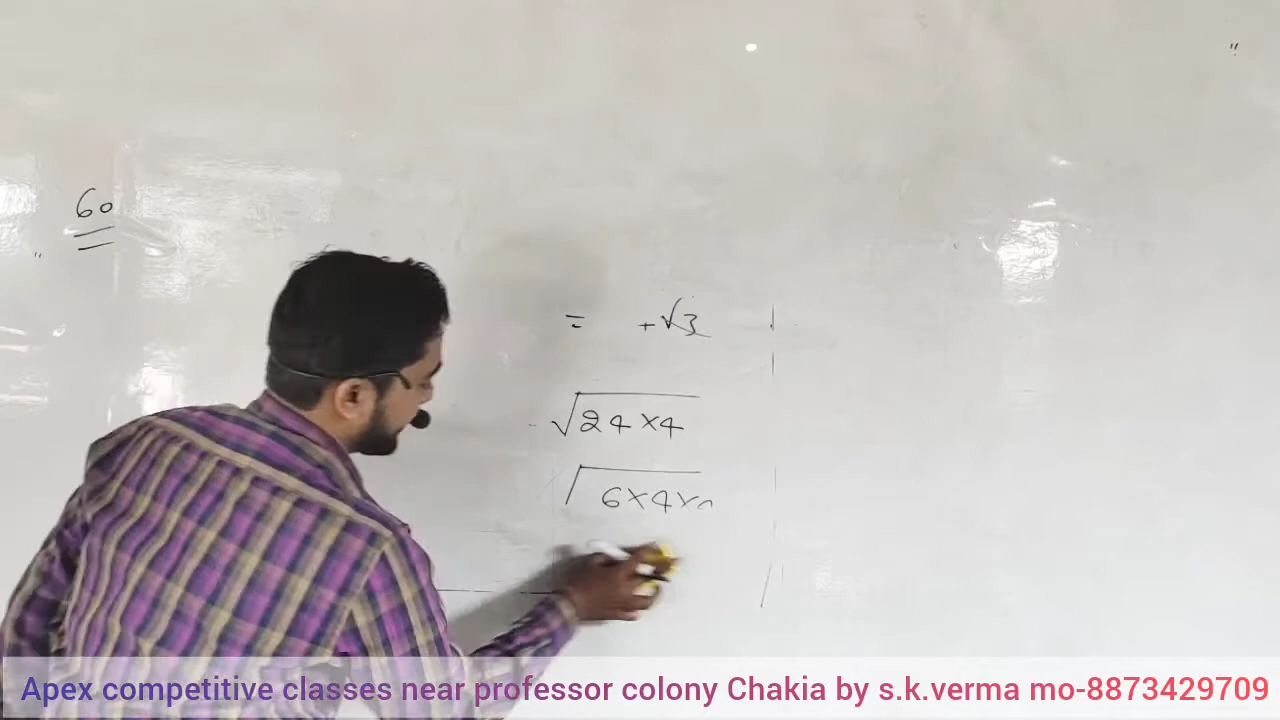 60
= +√3
√24×4
√6×4×
Apex competitive classes near professor colony Chakia by s.k.verma mo-8873429709